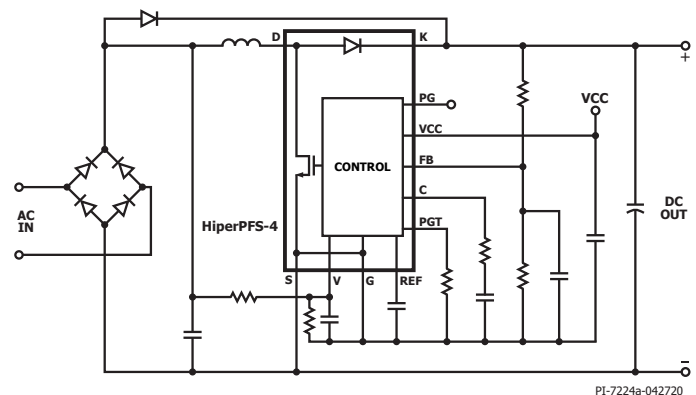 D
K
PG
VCC
VCC
CONTROL
FB
C
PGT
HiperPFS-4
S
V
G
REF
AC
IN
+
DC
OUT
–
PI-7224a-042720